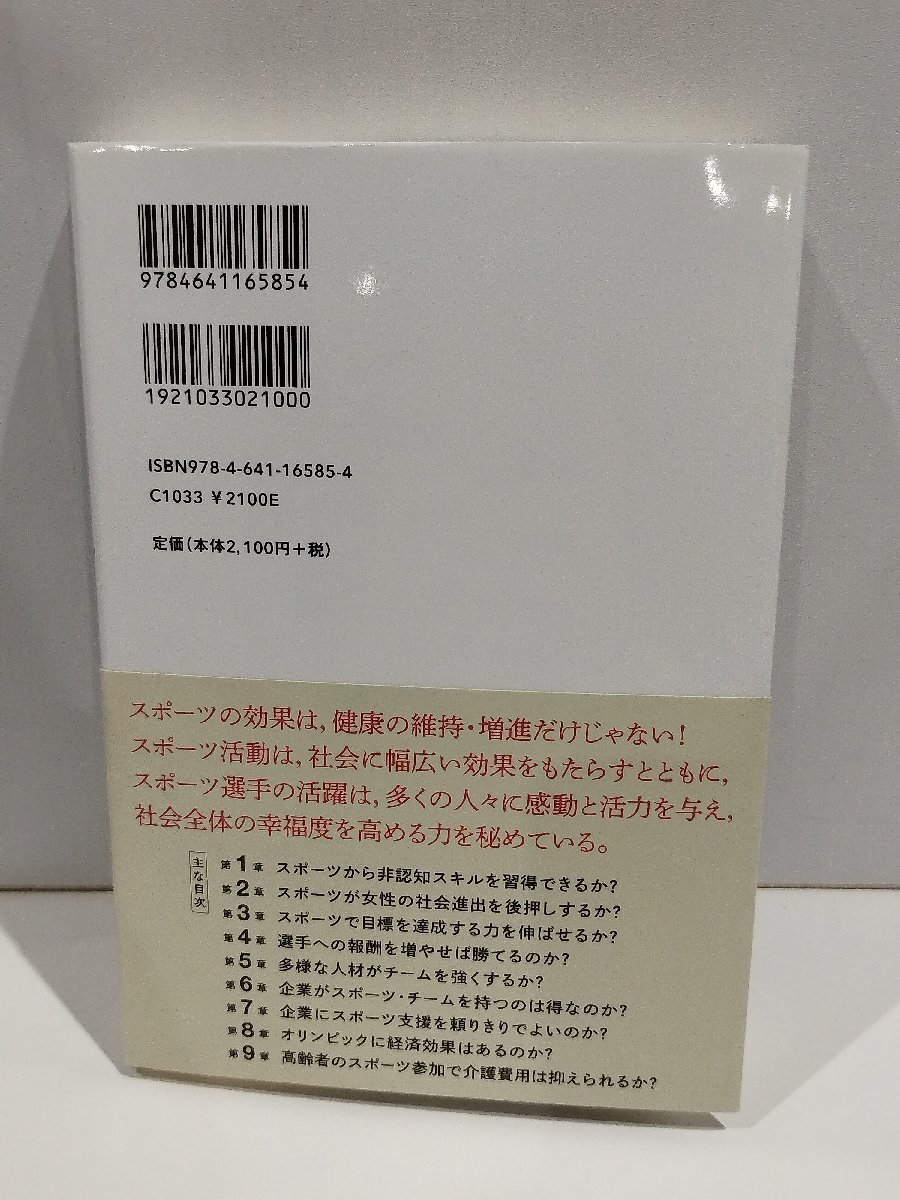 9784641165854
1921033021000
ISBN978-4-641-16585-4
C1033 ¥2100E
定価(本体2,100円+税)
スポーツの効果は,健康の維持・増進だけじゃない!
スポーツ活動は,社会に幅広い効果をもたらすとともに,
スポーツ選手の活躍は,多くの人々に感動と活力を与え,
社会全体の幸福度を高める力を秘めている。
主な目次
第1章 スポーツから非認知スキルを習得できるか?
第2章 スポーツが女性の社会進出を後押しするか?
第3章 スポーツで目標を達成する力を伸ばせるか?
第4章 選手への報酬を増やせば勝てるのか?
第5章 多様な人材がチームを強くするか?
第6章 企業がスポーツ・チームを持つのは得なのか?
第7章 企業にスポーツ支援を頼りきりでよいのか?
第8章 オリンピックに経済効果はあるのか?
第9章 高齢者のスポーツ参加で介護費用は抑えられるか?